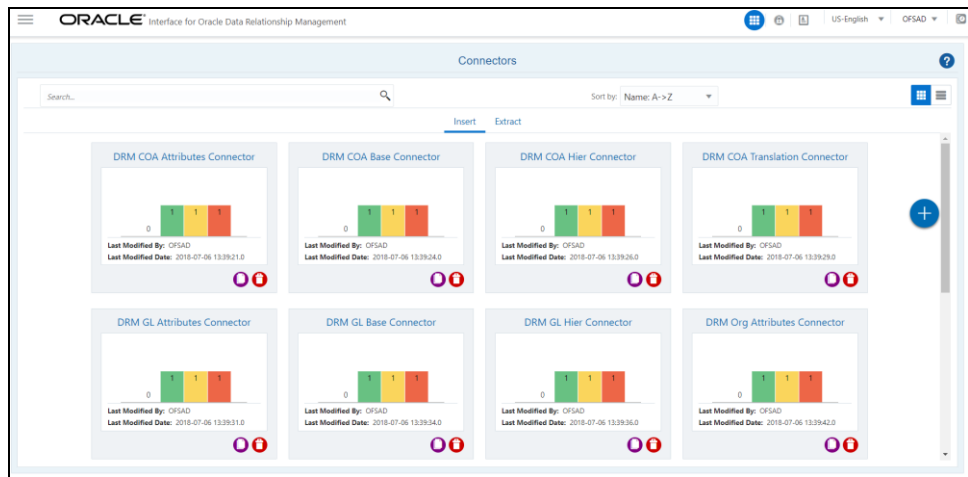 ORACLE® Interface for Oracle Data Relationship Management
US-English
OFSAD
Connectors
?
Search...
Sort by: Name: A->Z
Insert Extract
DRM COA Attributes Connector
0 1 1 1
Last Modified By: OFSAD
Last Modified Date: 2018-07-06 13:39:21.0
DRM COA Base Connector
0 1 1 1
Last Modified By: OFSAD
Last Modified Date: 2018-07-06 13:39:24.0
DRM COA Hier Connector
0 1 1 1
Last Modified By: OFSAD
Last Modified Date: 2018-07-06 13:39:26.0
DRM COA Translation Connector
0 1 1 1
Last Modified By: OFSAD
Last Modified Date: 2018-07-06 13:39:29.0
DRM GL Attributes Connector
0 1 1 1
Last Modified By: OFSAD
Last Modified Date: 2018-07-06 13:39:31.0
DRM GL Base Connector
0 1 1 1
Last Modified By: OFSAD
Last Modified Date: 2018-07-06 13:39:34.0
DRM GL Hier Connector
0 1 1 1
Last Modified By: OFSAD
Last Modified Date: 2018-07-06 13:39:36.0
DRM Org Attributes Connector
0 1 1 1
Last Modified By: OFSAD
Last Modified Date: 2018-07-06 13:39:42.0